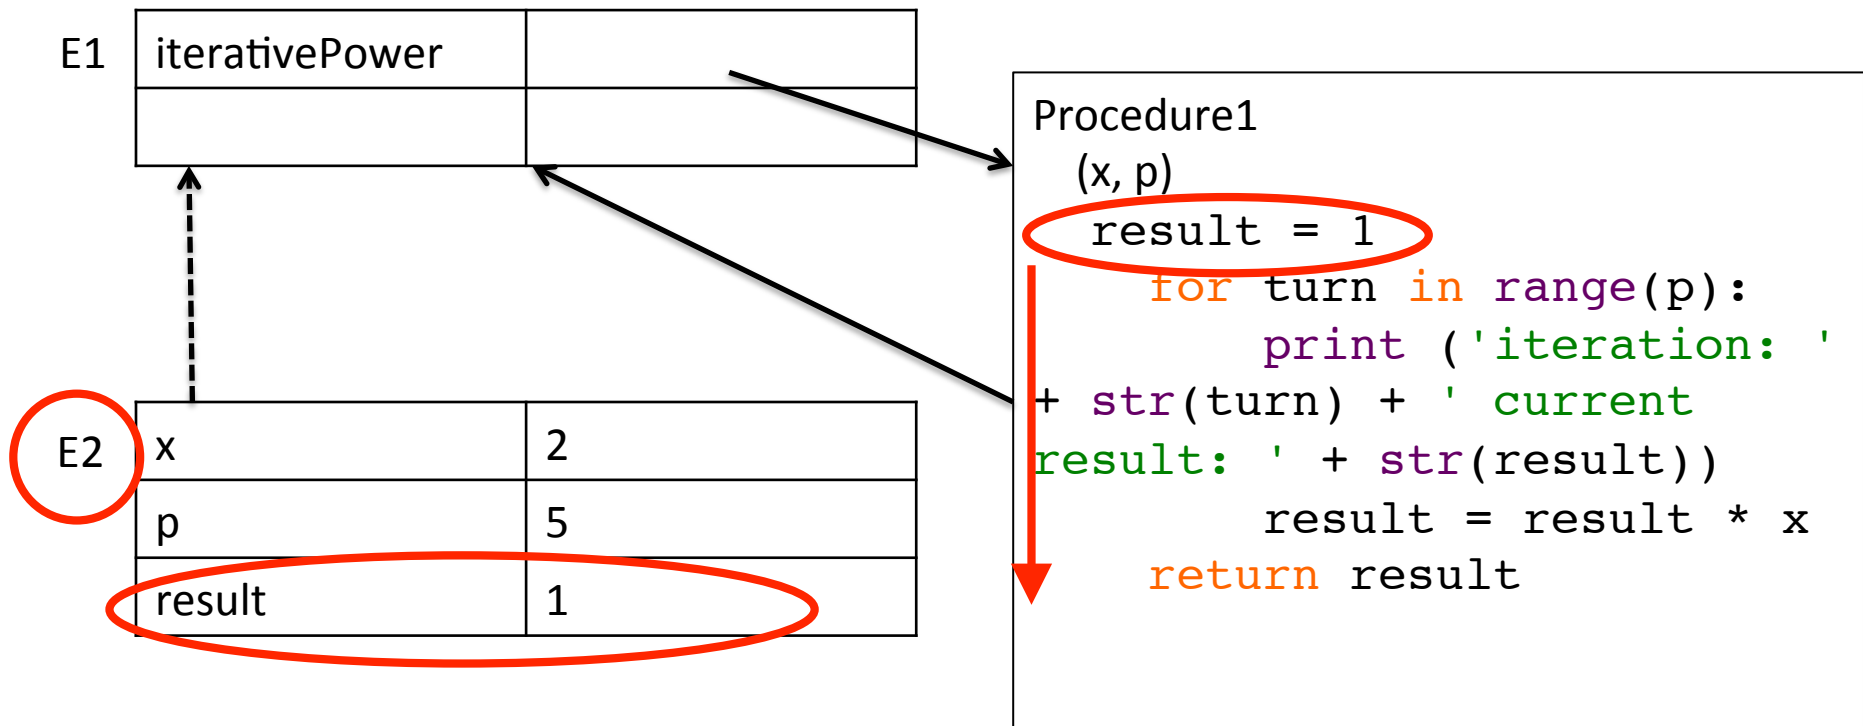 E1 iterativePower
Procedure1
(x, p)
result = 1
for turn in range(p):
print ('iteration: '
+ str(turn) + ' current
result: ' + str(result))
result = result * x
return result
E2 x 2
p 5
result 1